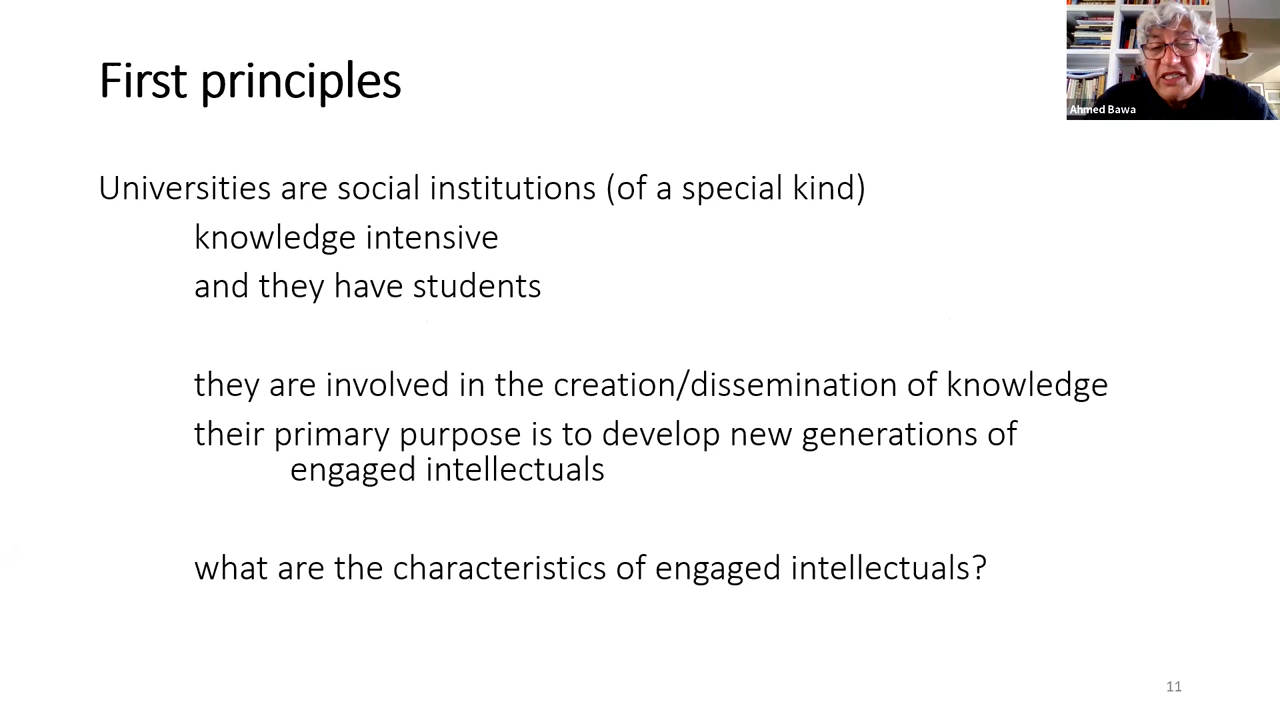 First principles
Ahmed Bawa
Universities are social institutions (of a special kind)
knowledge intensive
and they have students
they are involved in the creation/dissemination of knowledge
their primary purpose is to develop new generations of
engaged intellectuals
what are the characteristics of engaged intellectuals?
11